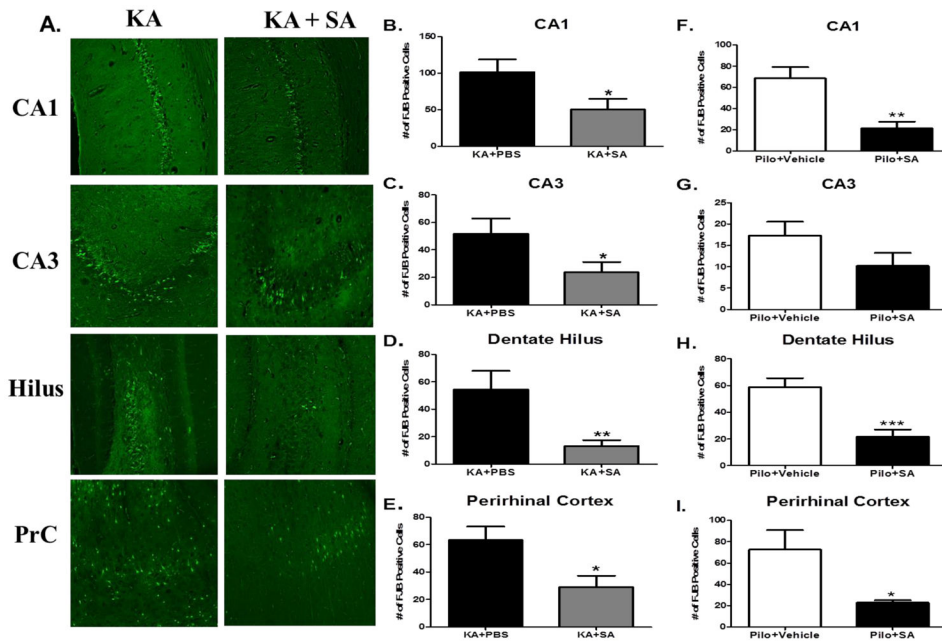 A.
KA
KA + SA
CA1
CA3
Hilus
PrC
B.
CA1
# of FJB Positive Cells
150
100
50
0
*
KA+PBS
KA+SA
C.
CA3
# of FJB Positive Cells
80
60
40
20
0
*
KA+PBS
KA+SA
D.
Dentate Hilus
# of FJB Positive Cells
80
60
40
20
0
**
KA+PBS
KA+SA
E.
Perirhinal Cortex
# of FJB Positive Cells
80
60
40
20
0
*
KA+PBS
KA+SA
F.
CA1
# of FJB Positive Cells
100
80
60
40
20
0
**
Pilo+Vehicle
Pilo+SA
G.
CA3
# of FJB Positive Cells
25
20
15
10
5
0
Pilo+Vehicle
Pilo+SA
H.
Dentate Hilus
# of FJB Positive Cells
80
60
40
20
0
***
Pilo+Vehicle
Pilo+SA
I.
Perirhinal Cortex
# of FJB Positive Cells
100
80
60
40
20
0
*
Pilo+Vehicle
Pilo+SA